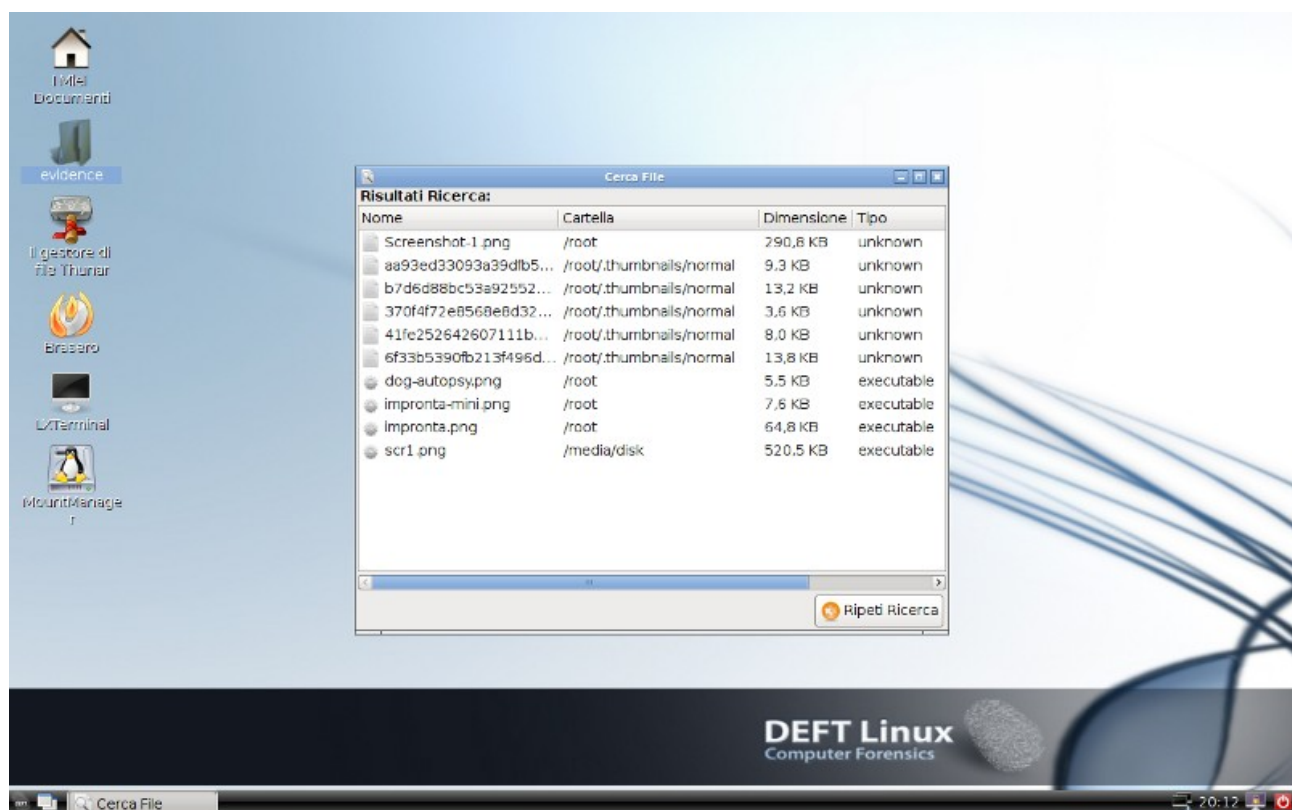 I Miei
Documenti
evidence
Il gestore di
file Thunar
Brasero
LXTerminal
MountManage
r
Cerca File
Risultati Ricerca:
Nome Cartella Dimensione Tipo
Screenshot-1.png /root 290,8 KB unknown
aa93ed33093a39dfb5... /root/.thumbnails/normal 9,3 KB unknown
b7d6d88bc53a92552... /root/.thumbnails/normal 13,2 KB unknown
370f4f72e8568e8d32... /root/.thumbnails/normal 3,6 KB unknown
41fe252642607111b... /root/.thumbnails/normal 8,0 KB unknown
6f33b5390fb213f496d... /root/.thumbnails/normal 13,8 KB unknown
dog-autopsy.png /root 5,5 KB executable
impronta-mini.png /root 7,6 KB executable
impronta.png /root 64,8 KB executable
scr1.png /media/disk 520,5 KB executable
Ripeti Ricerca
DEFT Linux
Computer Forensics
Cerca File
20:12